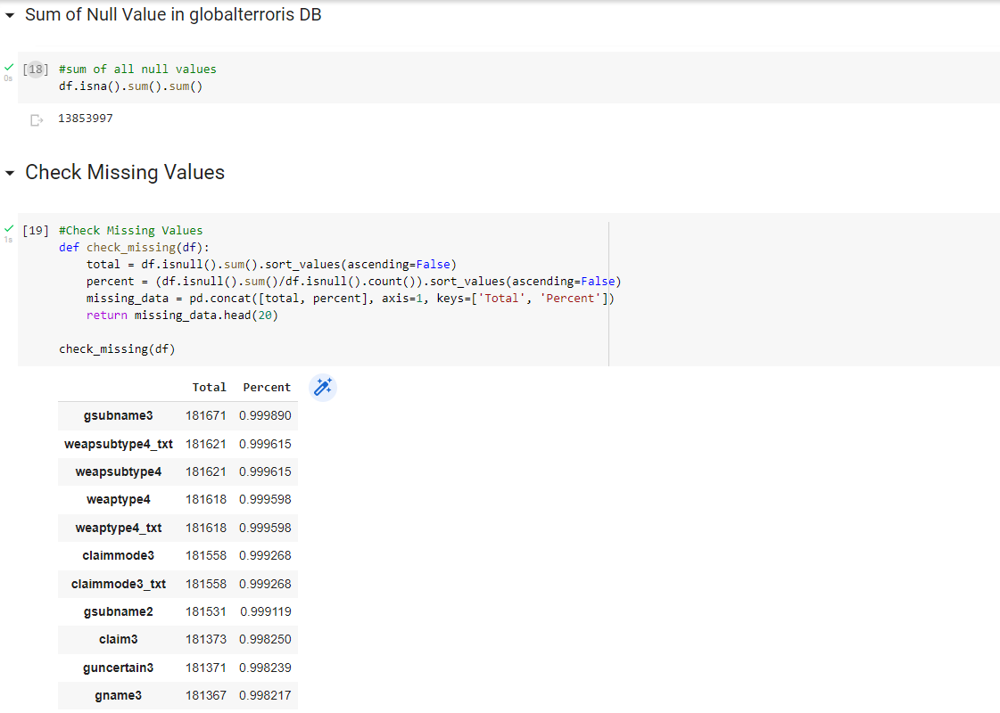 Sum of Null Value in globalterroris DB
[18] #sum of all null values
0s
df.isna().sum().sum()
13853997
Check Missing Values
[19] #Check Missing Values
1s
def check_missing(df):
total = df.isnull().sum().sort_values(ascending=False)
percent = (df.isnull().sum()/df.isnull().count()).sort_values(ascending=False)
missing_data = pd.concat([total, percent], axis=1, keys=['Total', 'Percent'])
return missing_data.head(20)
check_missing(df)
Total Percent
gsubname3 181671 0.999890
weapsubtype4_txt 181621 0.999615
weapsubtype4 181621 0.999615
weaptype4 181618 0.999598
weaptype4_txt 181618 0.999598
claimmode3 181558 0.999268
claimmode3_txt 181558 0.999268
gsubname2 181531 0.999119
claim3 181373 0.998250
guncertain3 181371 0.998239
gname3 181367 0.998217